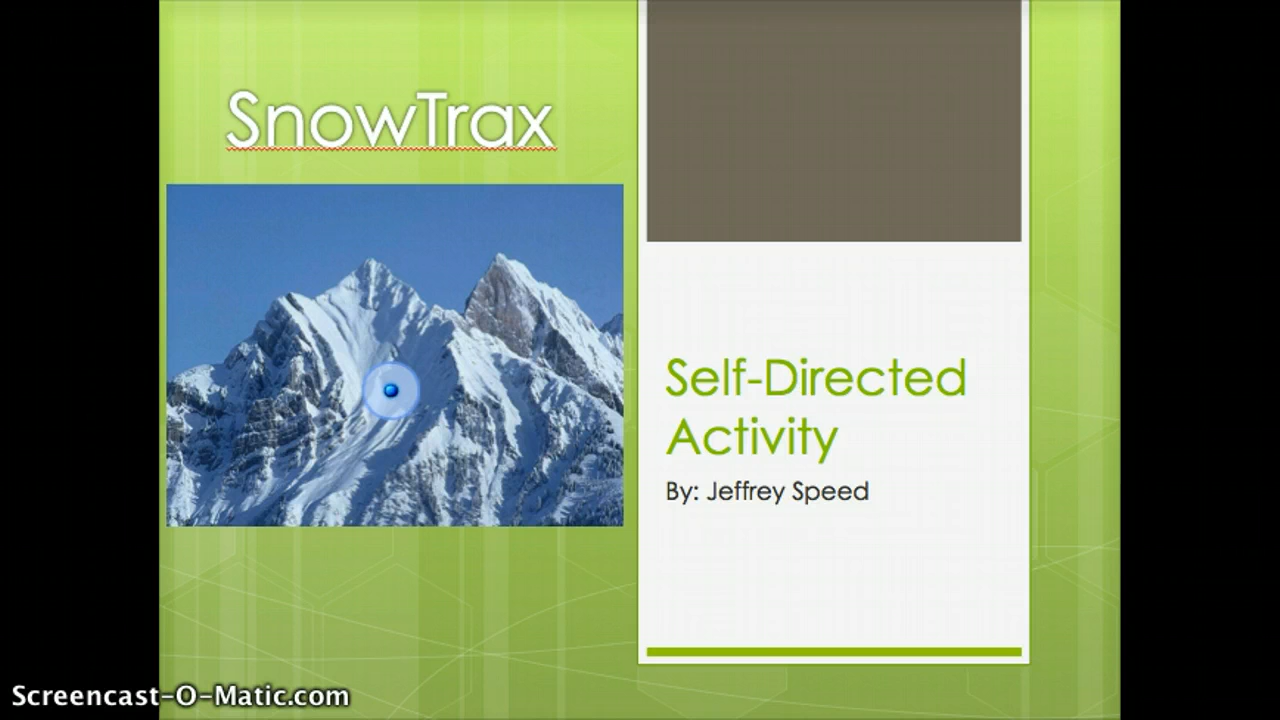 SnowTrax
Self-Directed
Activity
By: Jeffrey Speed
Screencast-O-Matic.com